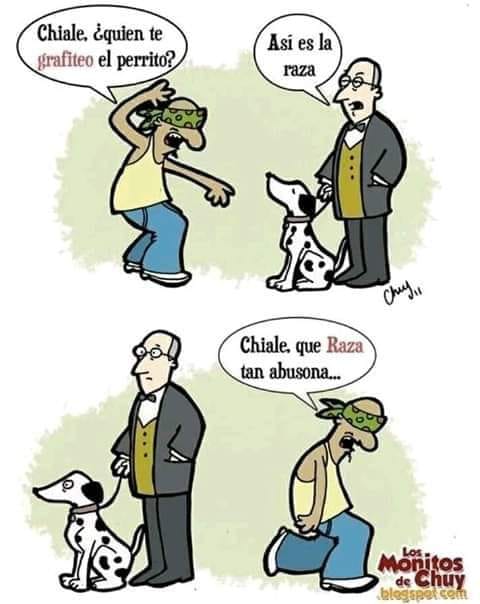 Chiale, ¿quien te
grafiteo el perrito?
Así es la
raza
Chuy 11
Chiale, que Raza
tan abusona...
Los
Monitos
de Chuy
.blogspot.com